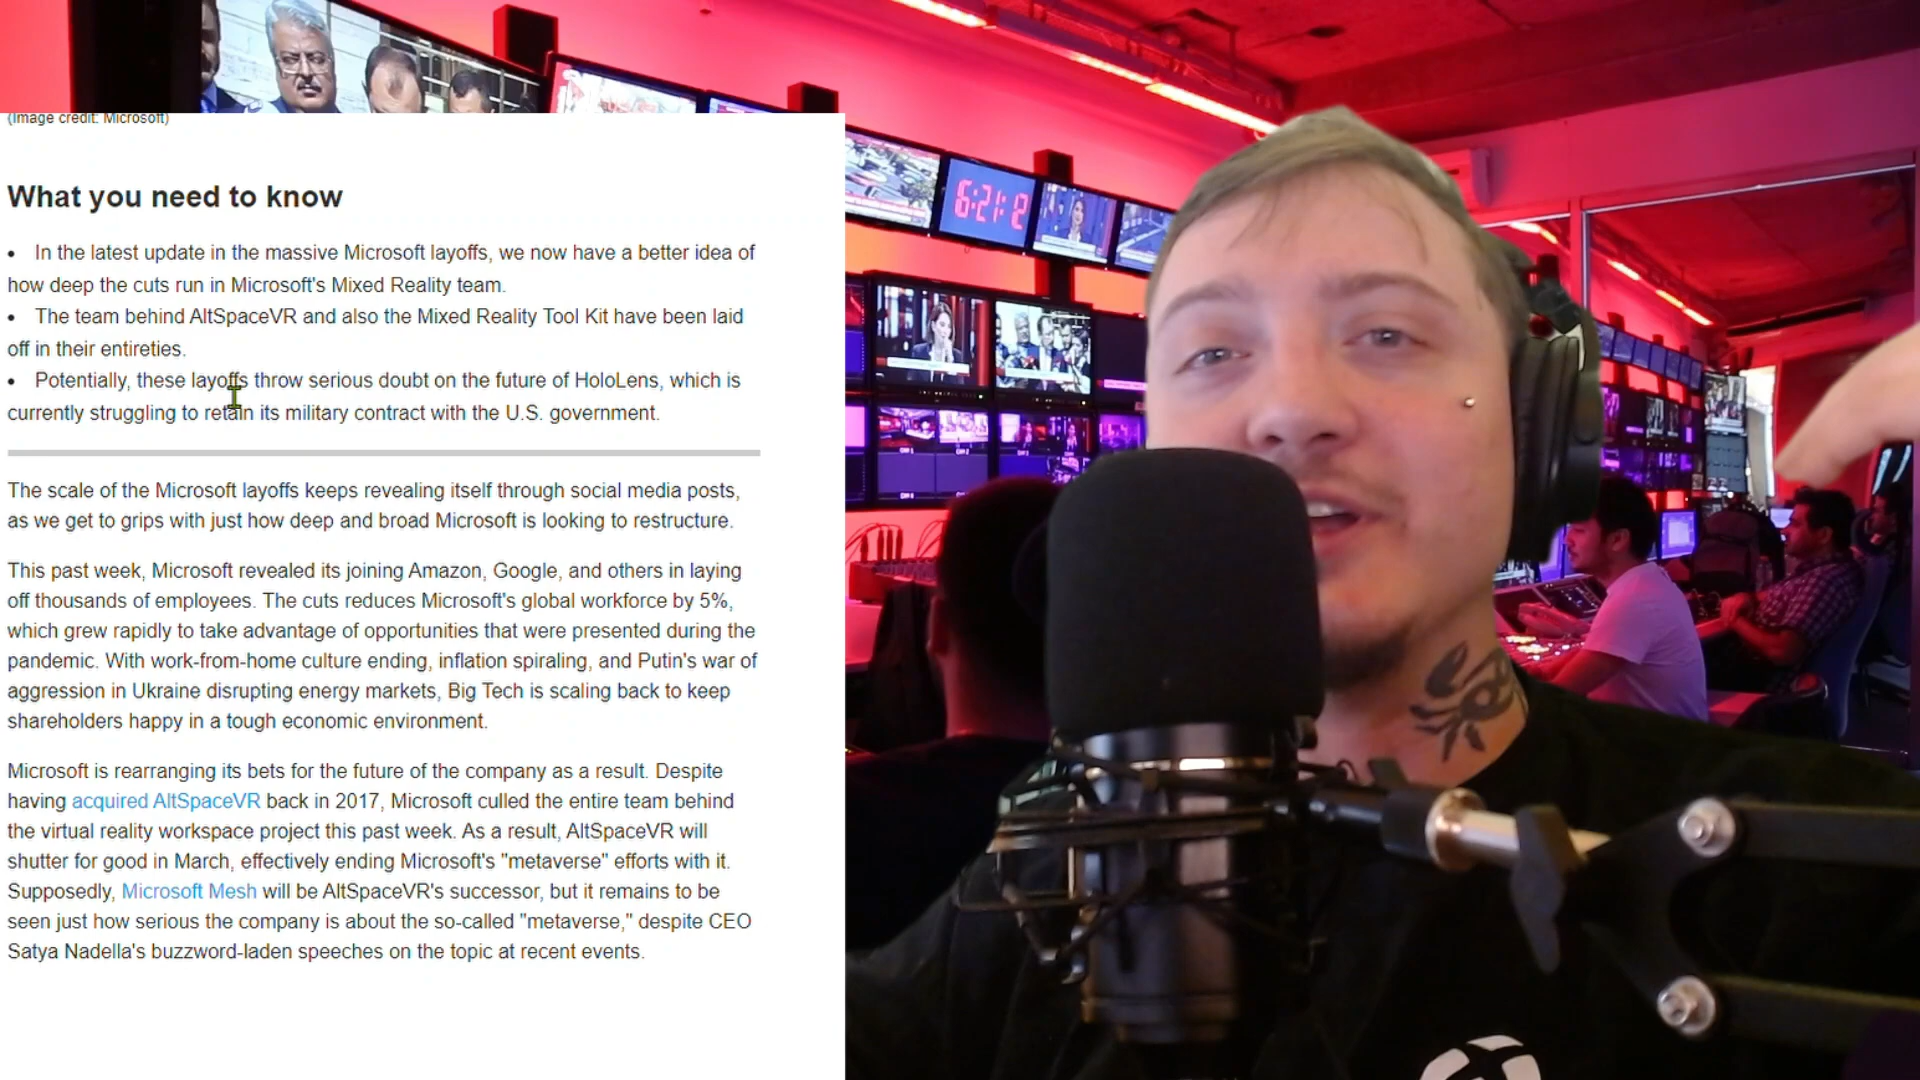 (Image credit: Microsoft)
What you need to know
• In the latest update in the massive Microsoft layoffs, we now have a better idea of
how deep the cuts run in Microsoft's Mixed Reality team.
• The team behind AltSpaceVR and also the Mixed Reality Tool Kit have been laid
off in their entireties.
• Potentially, these layoffs throw serious doubt on the future of HoloLens, which is
currently struggling to retain its military contract with the U.S. government.
The scale of the Microsoft layoffs keeps revealing itself through social media posts,
as we get to grips with just how deep and broad Microsoft is looking to restructure.
This past week, Microsoft revealed its joining Amazon, Google, and others in laying
off thousands of employees. The cuts reduces Microsoft's global workforce by 5%,
which grew rapidly to take advantage of opportunities that were presented during the
pandemic. With work-from-home culture ending, inflation spiraling, and Putin's war of
aggression in Ukraine disrupting energy markets, Big Tech is scaling back to keep
shareholders happy in a tough economic environment.
Microsoft is rearranging its bets for the future of the company as a result. Despite
having acquired AltSpaceVR back in 2017, Microsoft culled the entire team behind
the virtual reality workspace project this past week. As a result, AltSpaceVR will
shutter for good in March, effectively ending Microsoft's "metaverse" efforts with it.
Supposedly, Microsoft Mesh will be AltSpaceVR's successor, but it remains to be
seen just how serious the company is about the so-called "metaverse," despite CEO
Satya Nadella's buzzword-laden speeches on the topic at recent events.
6:21:2